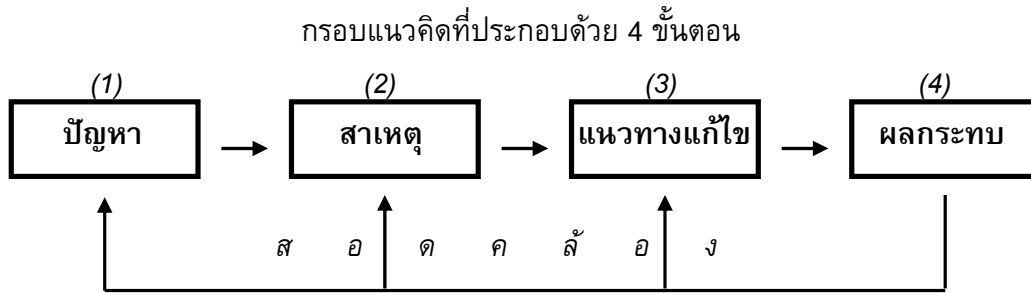 กรอบแนวคิดที่ประกอบด้วย 4 ขั้นตอน
(1) (2) (3) (4)
ปัญหา สาเหตุ แนวทางแก้ไข ผลกระทบ
ส อ ด ค ล้ อ ง